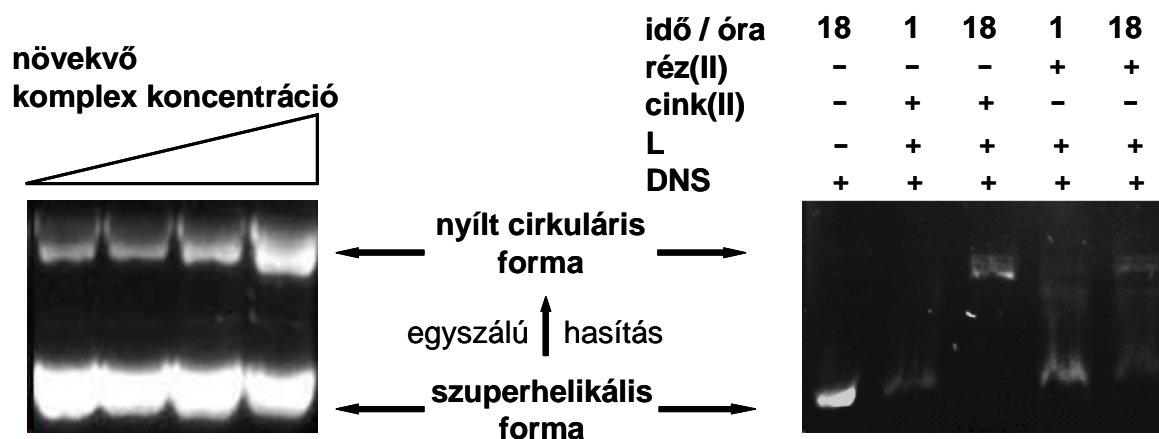 növekvő
komplex koncentráció
idő / óra 18 1 18 1 18
réz(II) – – – + +
cink(II) – + + – –
L – + + + +
DNS + + + + +
nyílt cirkuláris
forma
egyszálú hasítás
szuperhelikális
forma